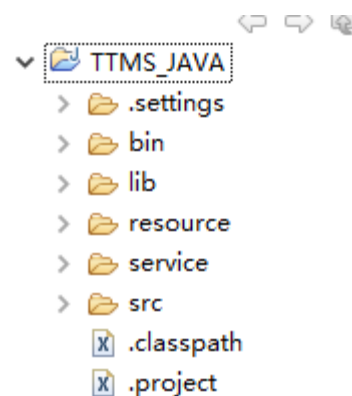 TTMS_JAVA
.settings
bin
lib
resource
service
src
.classpath
.project